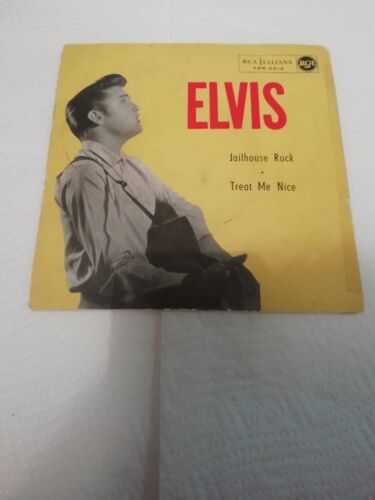 RCA ITALIANA
RCA
ELVIS
Jailhouse Rock
Treat Me Nice